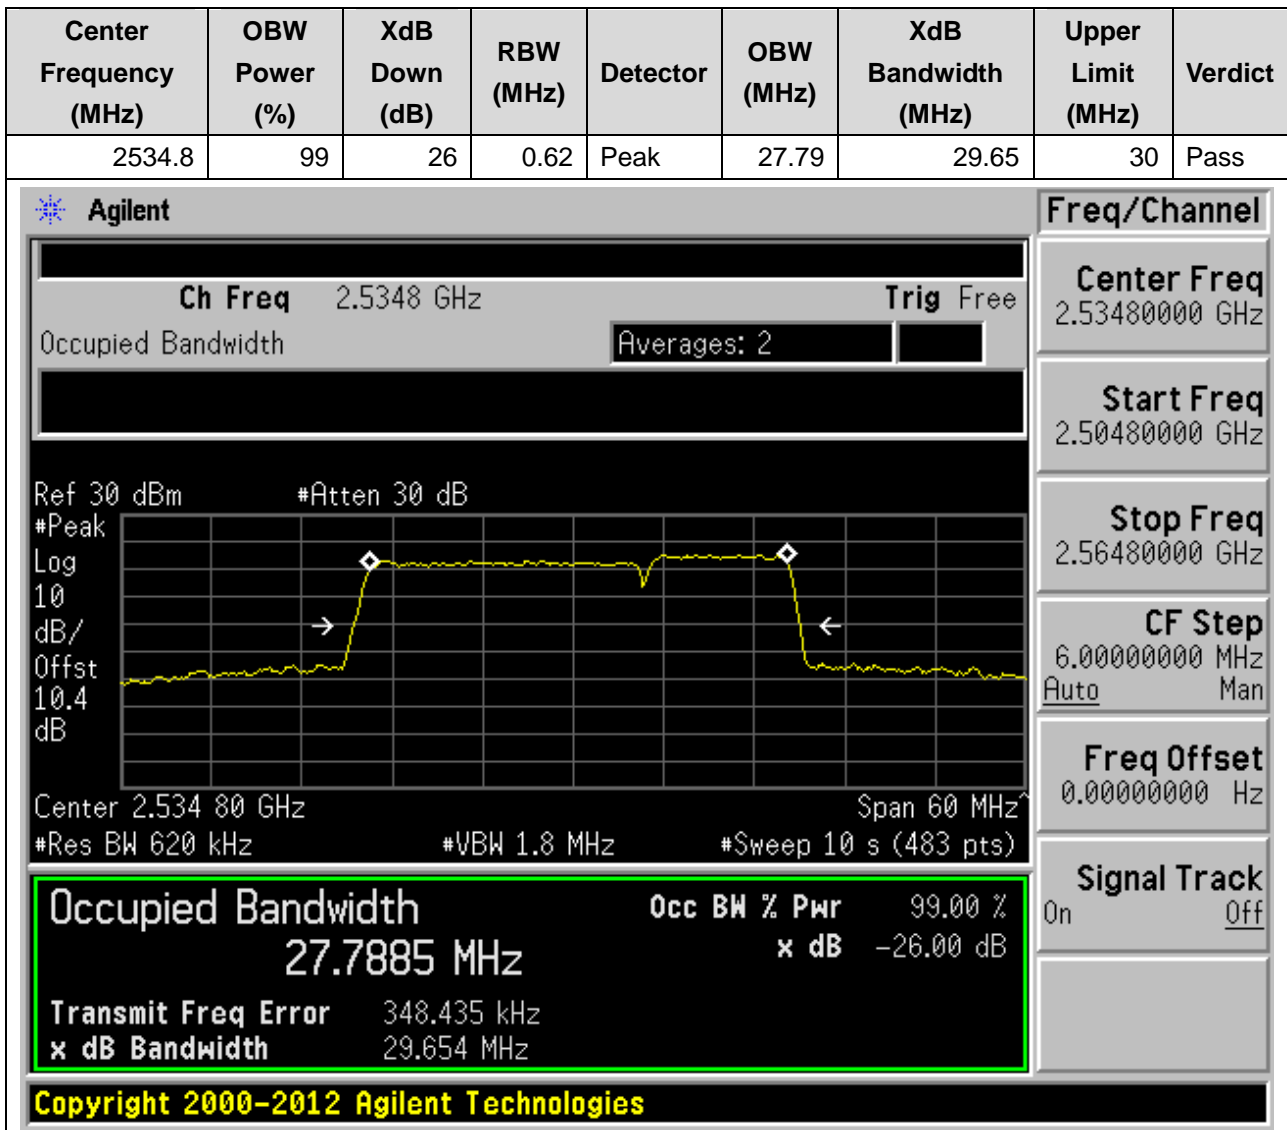 Center Frequency (MHz) OBW Power (%) XdB Down (dB) RBW (MHz) Detector OBW (MHz) XdB Bandwidth (MHz) Upper Limit (MHz) Verdict
2534.8 99 26 0.62 Peak 27.79 29.65 30 Pass
Agilent
Freq/Channel
Ch Freq 2.5348 GHz Trig Free
Occupied Bandwidth Averages: 2
Center Freq
2.53480000 GHz
Start Freq
2.50480000 GHz
Stop Freq
2.56480000 GHz
CF Step
6.00000000 MHz
Auto Man
Freq Offset
0.00000000 Hz
Signal Track
On Off
Ref 30 dBm #Atten 30 dB
#Peak
Log
10
dB/
Offst
10.4
dB
Center 2.534 80 GHz Span 60 MHz^
#Res BW 620 kHz #VBW 1.8 MHz #Sweep 10 s (483 pts)
Occupied Bandwidth Occ BW % Pwr 99.00 %
27.7885 MHz x dB -26.00 dB
Transmit Freq Error 348.435 kHz
x dB Bandwidth 29.654 MHz
Copyright 2000-2012 Agilent Technologies